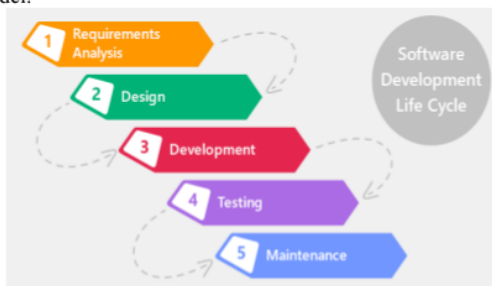 1
Requirements
Analysis
Software
Development
Life Cycle
2
Design
3
Development
4
Testing
5
Maintenance